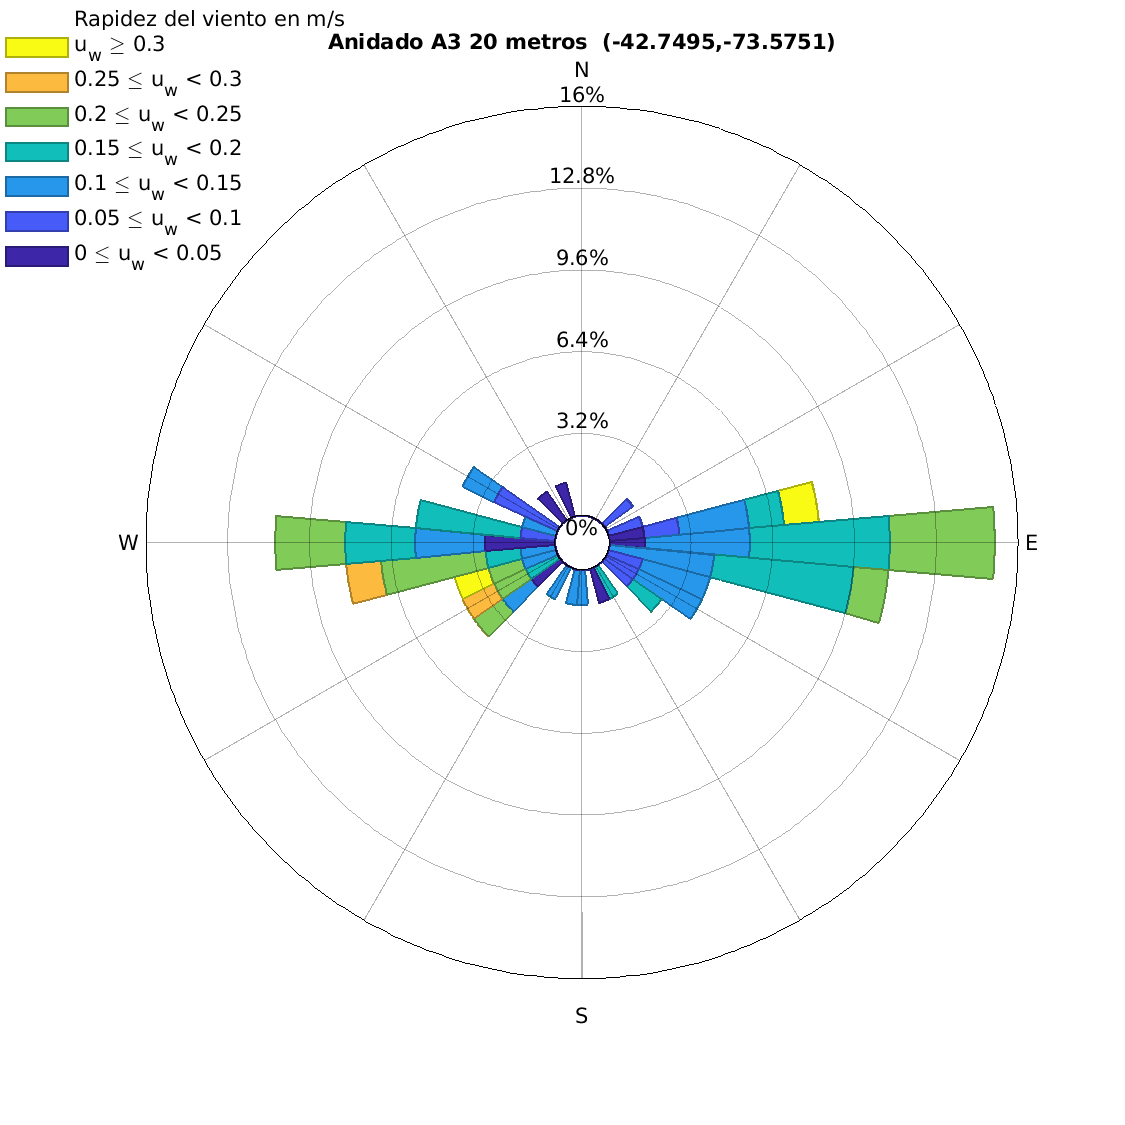 Rapidez del viento en m/s
u_w ≥ 0.3
0.25 ≤ u_w < 0.3
0.2 ≤ u_w < 0.25
0.15 ≤ u_w < 0.2
0.1 ≤ u_w < 0.15
0.05 ≤ u_w < 0.1
0 ≤ u_w < 0.05
Anidado A3 20 metros (-42.7495,-73.5751)
N
16%
12.8%
9.6%
6.4%
3.2%
0%
W
E
S